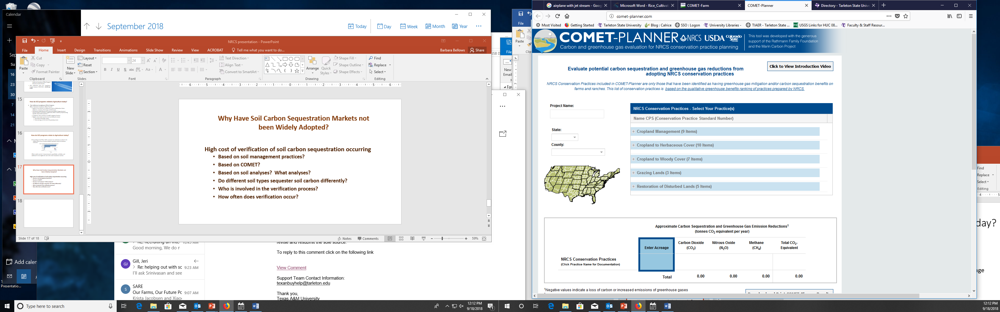 Calendar
September 2018
Today
Day
Week
Month
Year
NRCS presentation - PowerPoint
File
Home
Insert
Design
Transitions
Animations
Slide Show
Review
View
ACROBAT
Tell me what you want to do...
Barbara Bellows
Share
Paste
Cut
Copy
Format Painter
Clipboard
New
Slide
Layout
Reset
Section
Slides
24
Font
Paragraph
Text Direction
Align Text
Convert to SmartArt
Arrange
Quick
Styles
Shape Fill
Shape Outline
Shape Effects
Drawing
Find
Replace
Select
Editing
Su
16
23
30
7
14
21
15
How do SCS programs relate to Agriculture today?
16
How do SCS programs relate to Agriculture today?
17
18
Why Have Soil Carbon Sequestration Markets not
been Widely Adopted?
High cost of verification of soil carbon sequestration occurring
• Based on soil management practices?
• Based on COMET?
• Based on soil analyses? What analyses?
• Do different soil types sequester soil carbon differently?
• Who is involved in the verification process?
• How often does verification occur?
Slide 17 of 18
Notes
Comments
59%
Good morning, We do n
Gill, Jeri
Re: helping out with sc 9:23 AM
I'll ask Srinivasan and see
SARE
Our Farms, Our Future Po 9:07 AM
Krista Jacobsen and Xiao
revise and resubmit the sole source.
To reply to this comment click on the following link
View Comment
Support Team Contact Information:
texanbuyhelp@tarleton.edu
Thank you,
Texas A&M University
Add calen
Presentatio...
Type here to search
12:12 PM
9/18/2018
File
Paste
File
New
Email
airplane with jet stream - Goog
Microsoft Word - Rice_Cultivat
COMET-Farm
COMET-Planner
Directory - Tarleton State Unive
comet-planner.com
Most Visited
Getting Started
Tarleton State University
Blog : Calrice
SSO : Logon
University Libraries -
TIAER - Tarleton State ...
USGS Links for HUC 08...
Faculty & Staff Resour...
COMET-PLANNER NRCS USDA Colorado State
Carbon and greenhouse gas evaluation for NRCS conservation practice planning
This tool was developed with the generous
support of the Rathmann Family Foundation
and the Marin Carbon Project
Click to View Introduction Video
Evaluate potential carbon sequestration and greenhouse gas reductions from
adopting NRCS conservation practices
NRCS Conservation Practices included in COMET-Planner are only those that have been identified as having greenhouse gas mitigation and/or carbon sequestration benefits on
farms and ranches. This list of conservation practices is based on the qualitative greenhouse benefits ranking of practices prepared by NRCS.
Project Name:
State:
County:
NRCS Conservation Practices - Select Your Practice(s)
Name CPS (Conservation Practice Standard Number)
+ Cropland Management (9 Items)
+ Cropland to Herbaceous Cover (10 Items)
+ Cropland to Woody Cover (7 Items)
+ Grazing Lands (3 Items)
+ Restoration of Disturbed Lands (5 Items)
Approximate Carbon Sequestration and Greenhouse Gas Emission Reductions1
(tonnes CO2 equivalent per year)
Enter Acreage
Carbon Dioxide
(CO2)
Nitrous Oxide
(N2O)
Methane
(CH4)
Total CO2-
Equivalent
NRCS Conservation Practices
(Click Practice Name for Documentation)
Total 0.00 0.00 0.00 0.00
1Negative values indicate a loss of carbon or increased emissions of greenhouse gases
Find
Replace
Select
Editing
day?
age
12:12 PM
9/18/2018